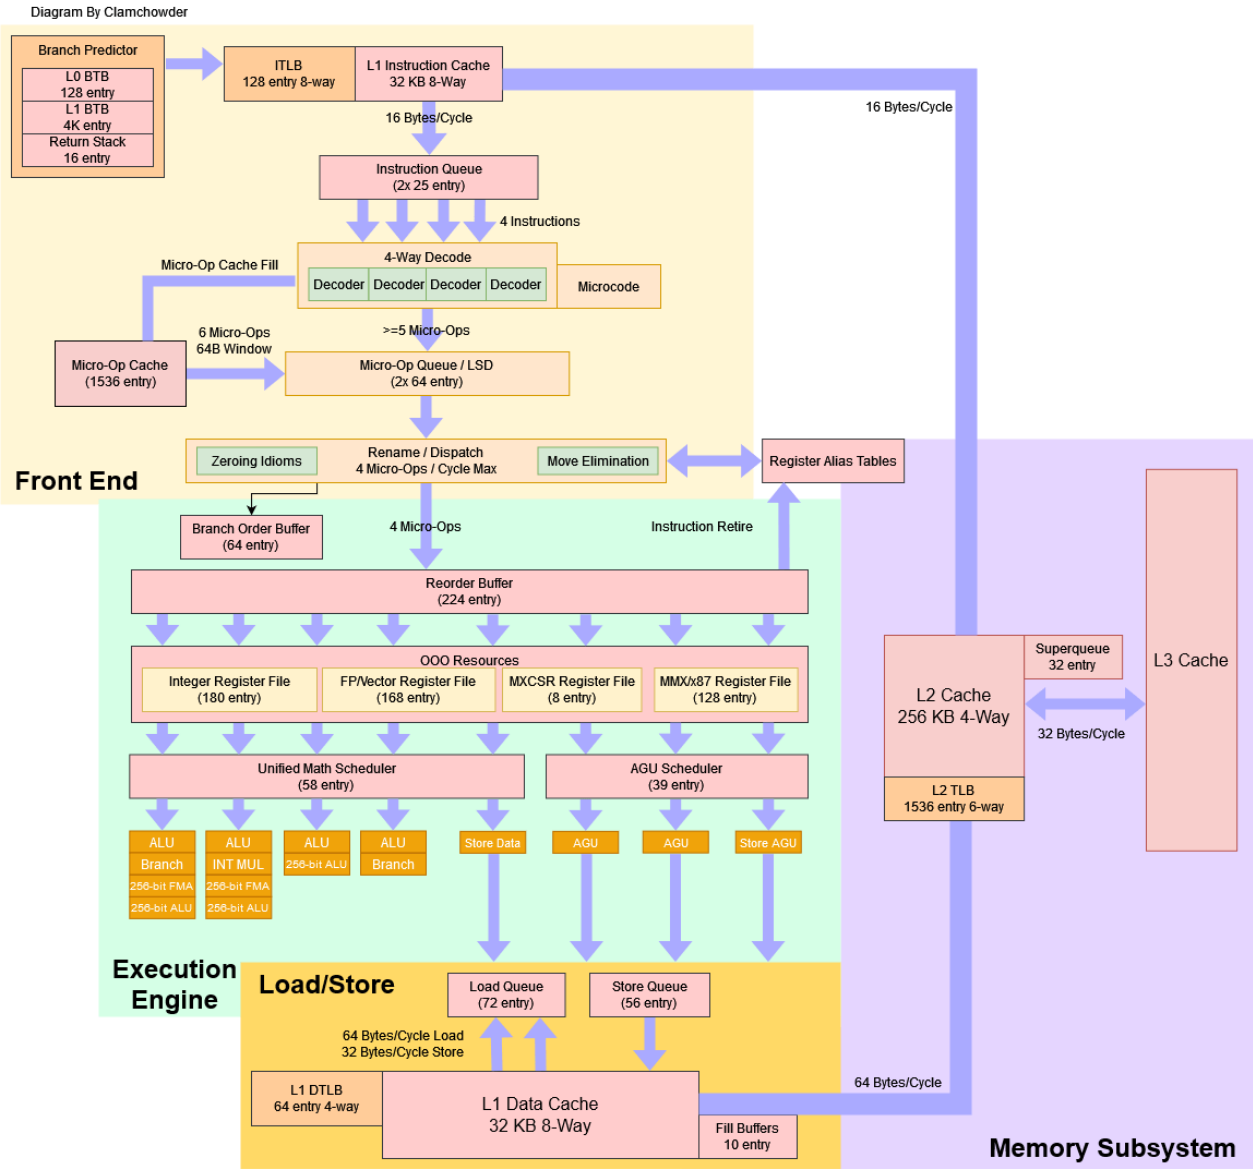 Diagram By Clamchowder
Branch Predictor
L0 BTB
128 entry
L1 BTB
4K entry
Return Stack
16 entry
ITLB
128 entry 8-way
L1 Instruction Cache
32 KB 8-Way
16 Bytes/Cycle
16 Bytes/Cycle
Instruction Queue
(2x 25 entry)
4 Instructions
4-Way Decode
Decoder
Decoder
Decoder
Decoder
Microcode
Micro-Op Cache Fill
>=5 Micro-Ops
6 Micro-Ops
64B Window
Micro-Op Cache
(1536 entry)
Micro-Op Queue / LSD
(2x 64 entry)
Zeroing Idioms
Rename / Dispatch
4 Micro-Ops / Cycle Max
Move Elimination
Register Alias Tables
Front End
Branch Order Buffer
(64 entry)
4 Micro-Ops
Instruction Retire
Reorder Buffer
(224 entry)
OOO Resources
Integer Register File
(180 entry)
FP/Vector Register File
(168 entry)
MXCSR Register File
(8 entry)
MMX/x87 Register File
(128 entry)
Unified Math Scheduler
(58 entry)
AGU Scheduler
(39 entry)
ALU
Branch
256-bit FMA
256-bit ALU
ALU
INT MUL
256-bit FMA
256-bit ALU
ALU
256-bit ALU
ALU
Branch
Store Data
AGU
AGU
Store AGU
Execution
Engine
Load/Store
Load Queue
(72 entry)
Store Queue
(56 entry)
64 Bytes/Cycle Load
32 Bytes/Cycle Store
L1 DTLB
64 entry 4-way
L1 Data Cache
32 KB 8-Way
Fill Buffers
10 entry
64 Bytes/Cycle
L2 Cache
256 KB 4-Way
Superqueue
32 entry
32 Bytes/Cycle
L2 TLB
1536 entry 6-way
L3 Cache
Memory Subsystem